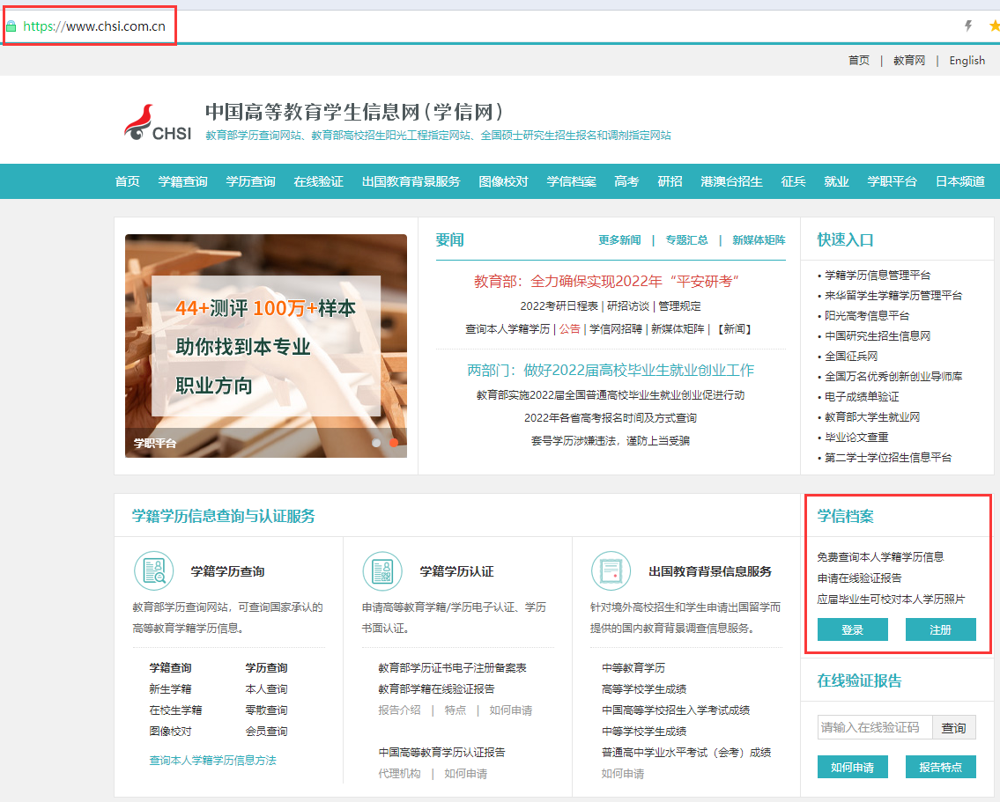 https://www.chsi.com.cn
首页 | 教育网 | English
CHSI
中国高等教育学生信息网(学信网)
教育部学历查询网站、教育部高校招生阳光工程指定网站、全国硕士研究生招生报名和调剂指定网站
首页 学籍查询 学历查询 在线验证 出国教育背景服务 图像校对 学信档案 高考 研招 港澳台招生 征兵 就业 学职平台 日本频道
44+测评 100万+样本
助你找到本专业
职业方向
学职平台
要闻
更多新闻 | 专题汇总 | 新媒体矩阵
教育部：全力确保实现2022年“平安研考”
2022考研日程表 | 研招访谈 | 管理规定
查询本人学籍学历 | 公告 | 学信网招聘 | 新媒体矩阵 | 【新闻】
两部门：做好2022届高校毕业生就业创业工作
教育部实施2022届全国普通高校毕业生就业创业促进行动
2022年各省高考报名时间及方式查询
套号学历涉嫌违法，谨防上当受骗
快速入口
• 学籍学历信息管理平台
• 来华留学生学籍学历管理平台
• 阳光高考信息平台
• 中国研究生招生信息网
• 全国征兵网
• 全国万名优秀创新创业导师库
• 电子成绩单验证
• 教育部大学生就业网
• 毕业论文查重
• 第二学士学位招生信息平台
学籍学历信息查询与认证服务
学籍学历查询
教育部学历查询网站，可查询国家承认的
高等教育学籍学历信息。
学籍查询 学历查询
新生学籍 本人查询
在校生学籍 零散查询
图像校对 会员查询
查询本人学籍学历信息方法
学籍学历认证
申请高等教育学籍/学历电子认证、学历
书面认证。
教育部学历证书电子注册备案表
教育部学籍在线验证报告
报告介绍 | 特点 | 如何申请
中国高等教育学历认证报告
代理机构 | 如何申请
出国教育背景信息服务
针对境外高校招生和学生申请出国留学而
提供的国内教育背景调查信息服务。
中等教育学历
高等学校学生成绩
中国高等学校招生入学考试成绩
中等学校学生成绩
普通高中学业水平考试（会考）成绩
如何申请
学信档案
免费查询本人学籍学历信息
申请在线验证报告
应届毕业生可校对本人学历照片
登录 注册
在线验证报告
请输入在线验证码 查询
如何申请 报告特点